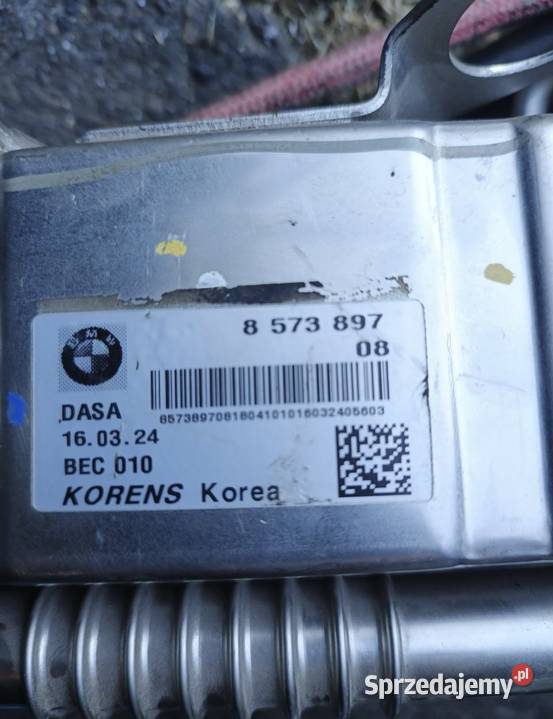 8 573 897
08
BMW
8573897081804101016032405603
DASA
16.03.24
BEC 010
KORENS Korea
Sprzedajemy.pl